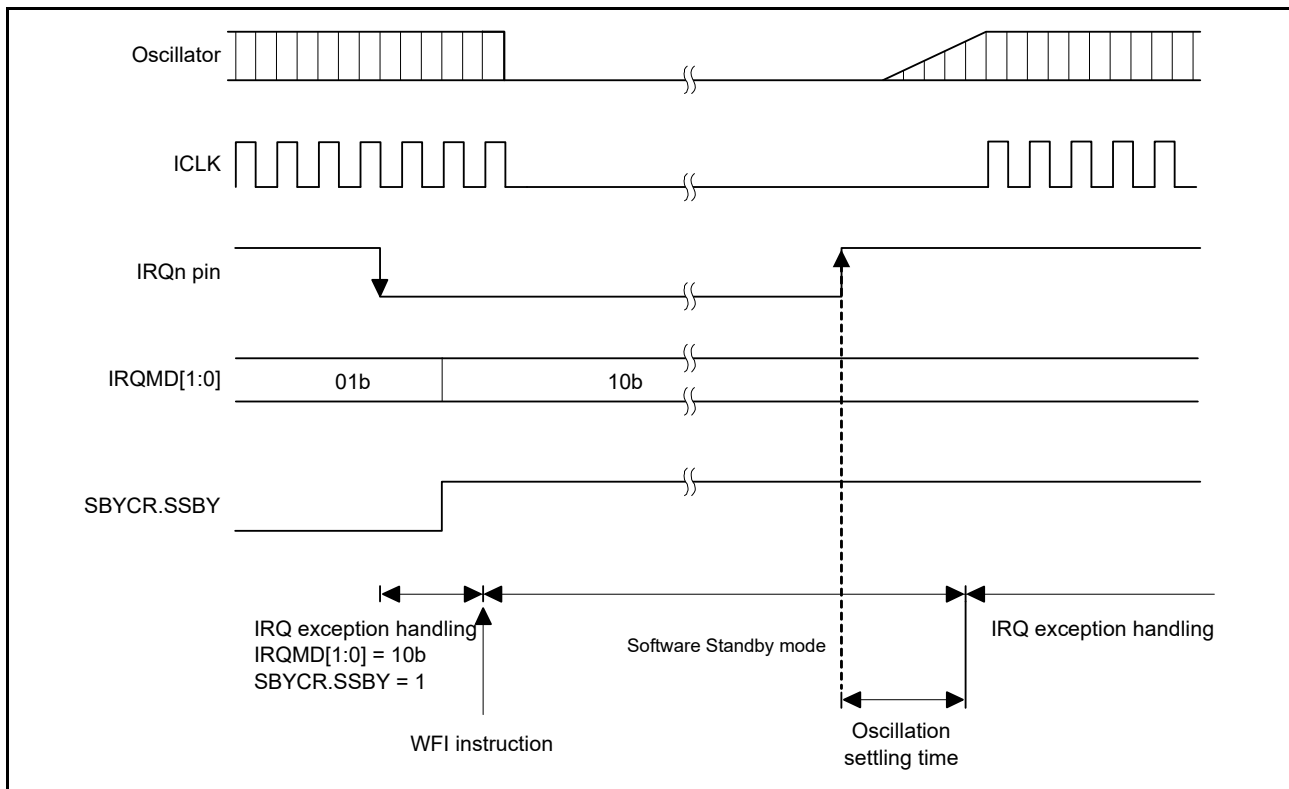 Oscillator
ICLK
IRQn pin
IRQMD[1:0]
01b
10b
SBYCR.SSBY
IRQ exception handling
IRQMD[1:0] = 10b
SBYCR.SSBY = 1
Software Standby mode
IRQ exception handling
WFI instruction
Oscillation
settling time